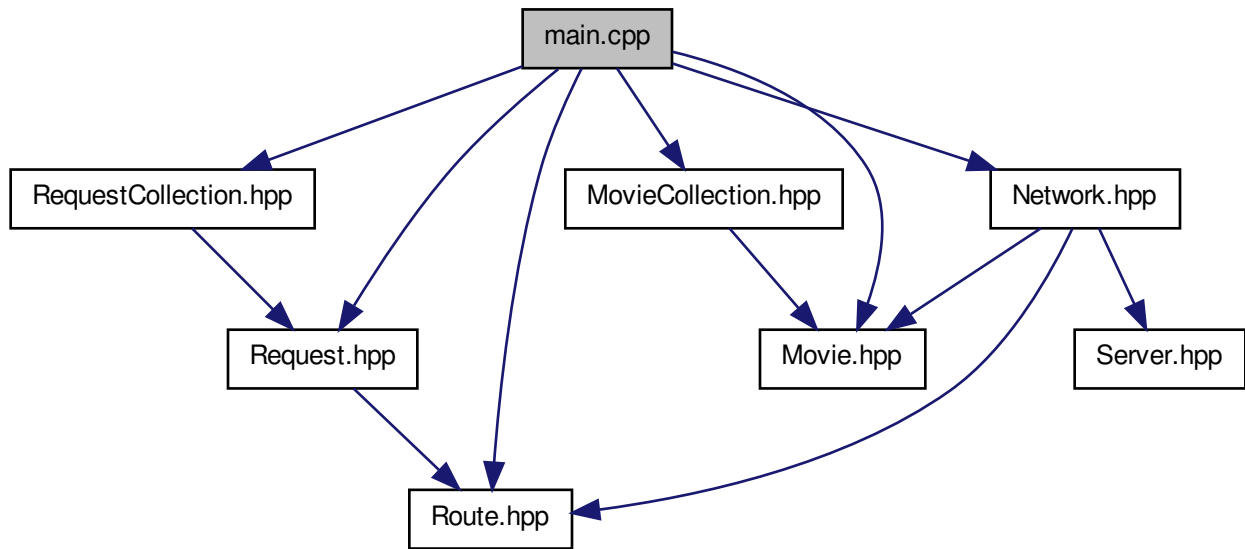 main.cpp
RequestCollection.hpp
MovieCollection.hpp
Network.hpp
Request.hpp
Movie.hpp
Server.hpp
Route.hpp